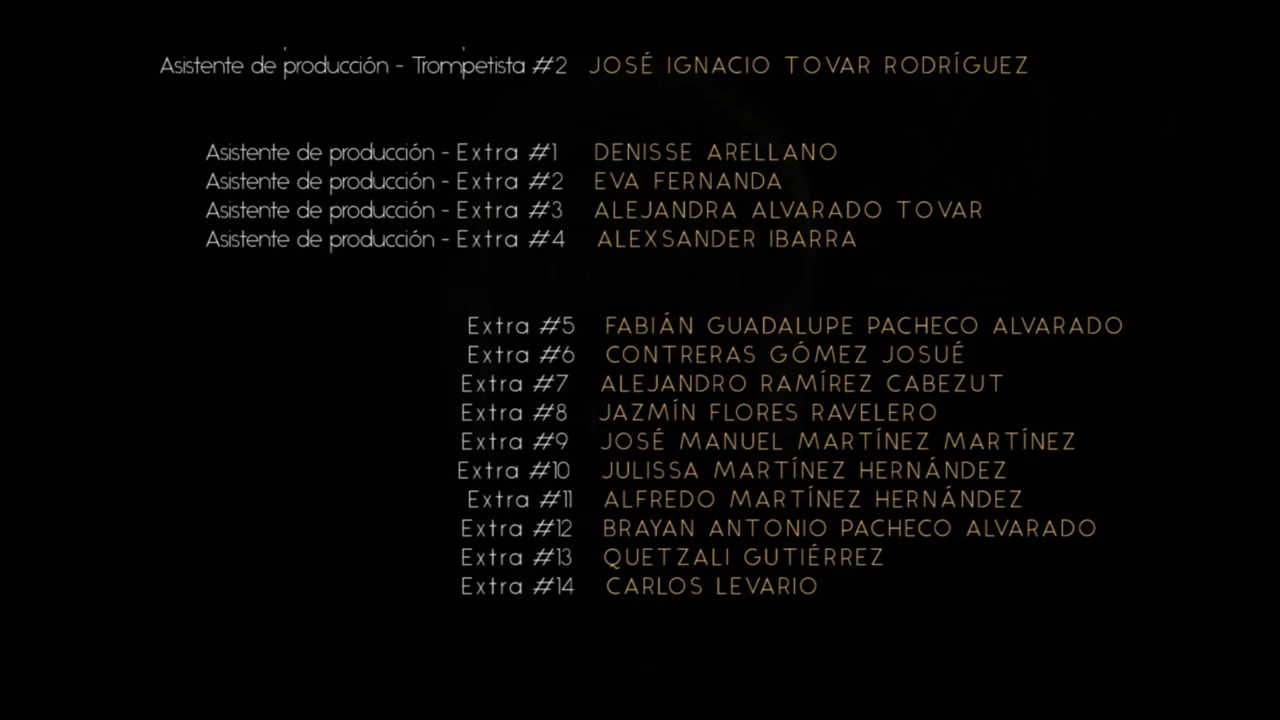 Asistente de producción - Trompetista #2 JOSÉ IGNACIO TOVAR RODRÍGUEZ
Asistente de producción - Extra #1 DENISSE ARELLANO
Asistente de producción - Extra #2 EVA FERNANDA
Asistente de producción - Extra #3 ALEJANDRA ALVARADO TOVAR
Asistente de producción - Extra #4 ALEXSANDER IBARRA
Extra #5 FABIÁN GUADALUPE PACHECO ALVARADO
Extra #6 CONTRERAS GÓMEZ JOSUÉ
Extra #7 ALEJANDRO RAMÍREZ CABEZUT
Extra #8 JAZMÍN FLORES RAVELERO
Extra #9 JOSÉ MANUEL MARTÍNEZ MARTÍNEZ
Extra #10 JULISSA MARTÍNEZ HERNÁNDEZ
Extra #11 ALFREDO MARTÍNEZ HERNÁNDEZ
Extra #12 BRAYAN ANTONIO PACHECO ALVARADO
Extra #13 QUETZALI GUTIÉRREZ
Extra #14 CARLOS LEVARIO